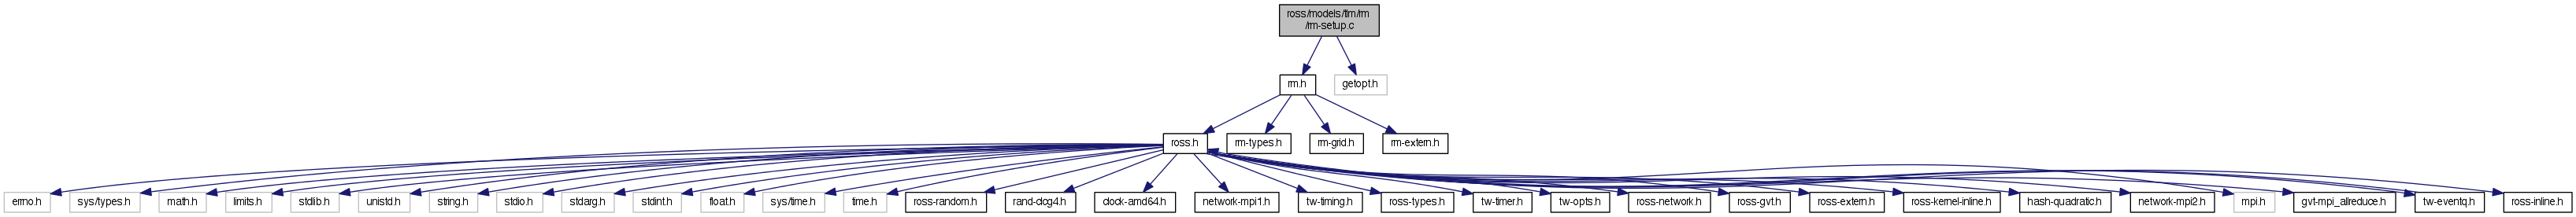 ross/models/tlm/rm
/rm-setup.c
rm.h
getopt.h
ross.h
rm-types.h
rm-grid.h
rm-extern.h
errno.h
sys/types.h
math.h
limits.h
stdlib.h
unistd.h
string.h
stdio.h
stdarg.h
stdint.h
float.h
sys/time.h
time.h
ross-random.h
rand-clcg4.h
clock-amd64.h
network-mpi1.h
tw-timing.h
ross-types.h
tw-timer.h
tw-opts.h
ross-network.h
ross-gvt.h
ross-extern.h
ross-kernel-inline.h
hash-quadratic.h
network-mpi2.h
mpi.h
gvt-mpi_allreduce.h
tw-eventq.h
ross-inline.h